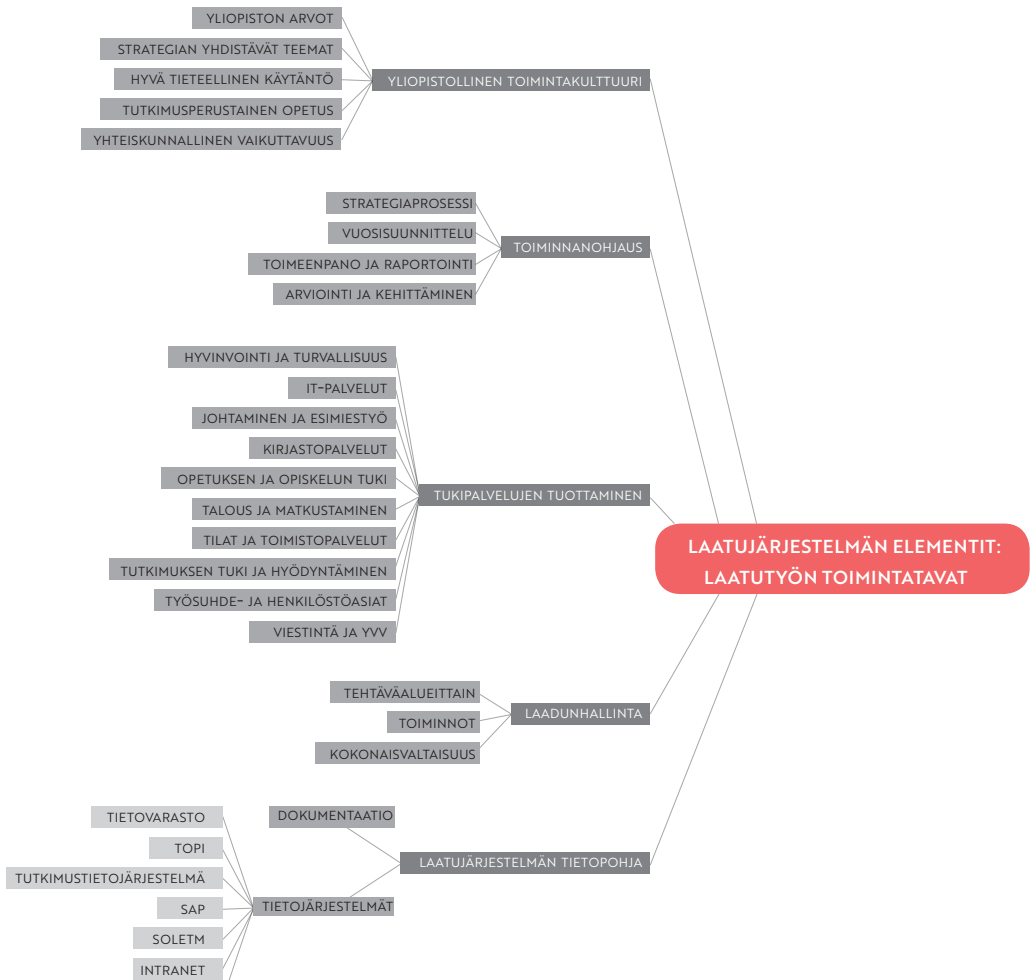 YLIOPISTON ARVOT
STRATEGIAN YHDISTÄVÄT TEEMAT
HYVÄ TIETEELLINEN KÄYTÄNTÖ
TUTKIMUSPERUSTAINEN OPETUS
YHTEISKUNNALLINEN VAIKUTTAVUUS
YLIOPISTOLLINEN TOIMINTAKULTTUURI
STRATEGIAPROSESSI
VUOSISUUNNITTELU
TOIMEENPANO JA RAPORTOINTI
ARVIOINTI JA KEHITTÄMINEN
TOIMINNANOHJAUS
HYVINVOINTI JA TURVALLISUUS
IT-PALVELUT
JOHTAMINEN JA ESIMIESTYÖ
KIRJASTOPALVELUT
OPETUKSEN JA OPISKELUN TUKI
TALOUS JA MATKUSTAMINEN
TILAT JA TOIMISTOPALVELUT
TUTKIMUKSEN TUKI JA HYÖDYNTÄMINEN
TYÖSUHDE- JA HENKILÖSTÖASIAT
VIESTINTÄ JA YVV
TUKIPALVELUJEN TUOTTAMINEN
LAATUJÄRJESTELMÄN ELEMENTIT:
LAATUTYÖN TOIMINTATAVAT
TEHTÄVÄALUEITTAIN
TOIMINNOT
KOKONAISVALTAISUUS
LAADUNHALLINTA
DOKUMENTAATIO
LAATUJÄRJESTELMÄN TIETOPOHJA
TIETOJÄRJESTELMÄT
TIETOVARASTO
TOPI
TUTKIMUSTIETOJÄRJESTELMÄ
SAP
SOLETM
INTRANET